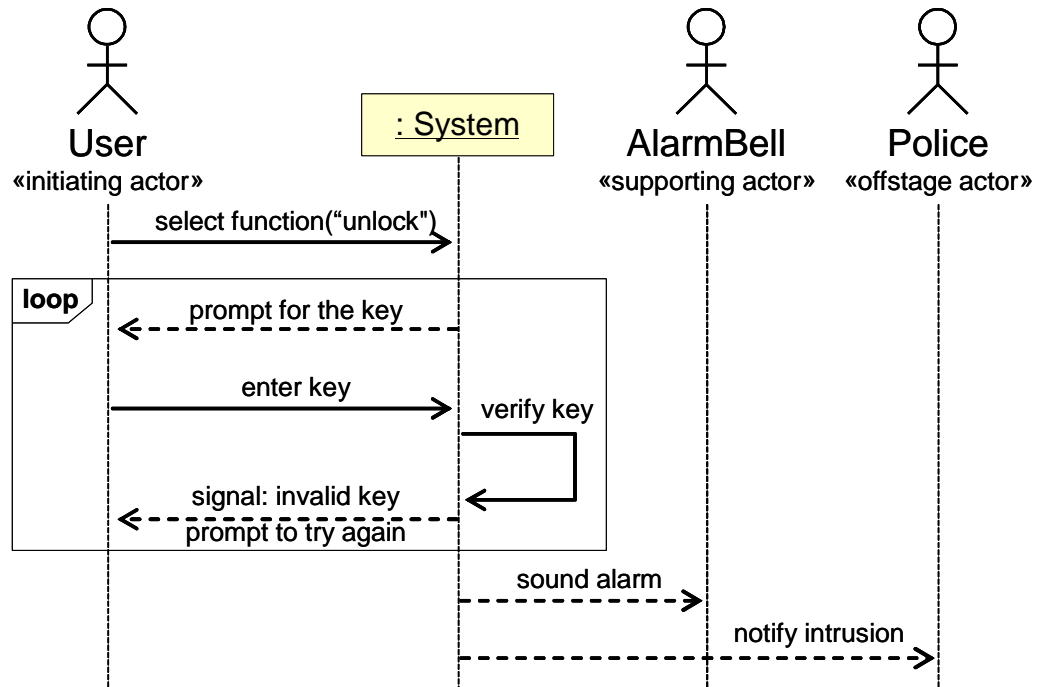 User
«initiating actor»
: System
AlarmBell
«supporting actor»
Police
«offstage actor»
select function(“unlock")
loop
prompt for the key
enter key
verify key
signal: invalid key
prompt to try again
sound alarm
notify intrusion